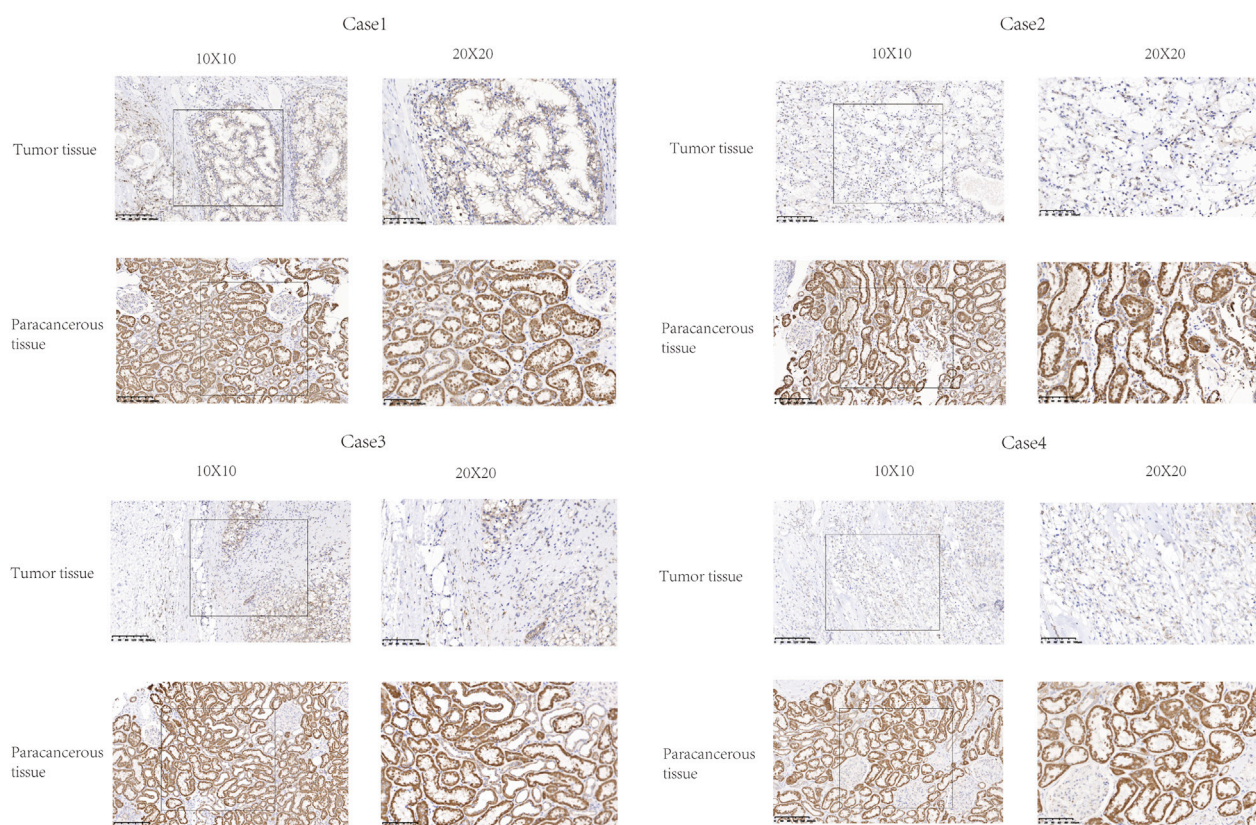 Case1
10X10
20X20
Tumor tissue
Paracancerous
tissue
Case2
10X10
20X20
Tumor tissue
Paracancerous
tissue
Case3
10X10
20X20
Tumor tissue
Paracancerous
tissue
Case4
10X10
20X20
Tumor tissue
Paracancerous
tissue